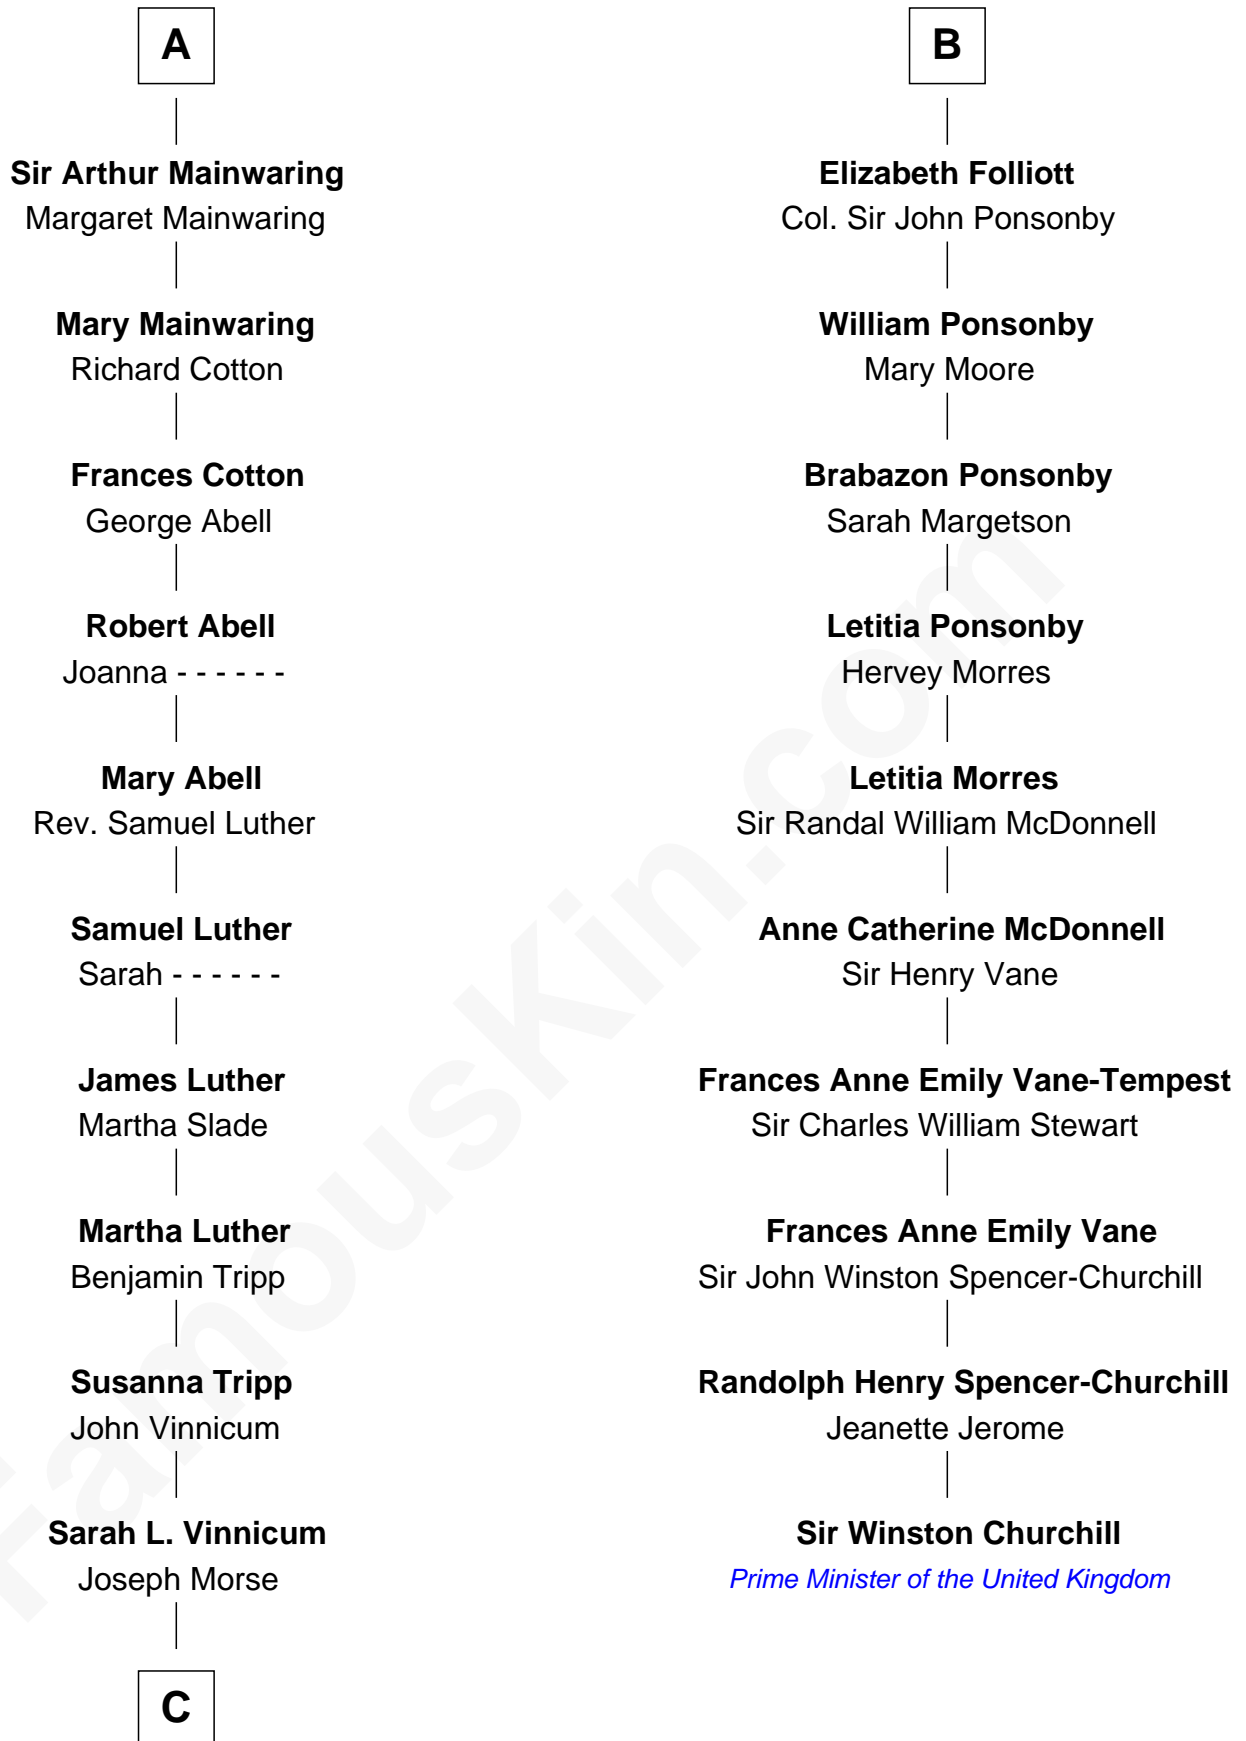 A
Sir Arthur Mainwaring
Margaret Mainwaring
Mary Mainwaring
Richard Cotton
Frances Cotton
George Abell
Robert Abell
Joanna - - - - - -
Mary Abell
Rev. Samuel Luther
Samuel Luther
Sarah - - - - - -
James Luther
Martha Slade
Martha Luther
Benjamin Tripp
Susanna Tripp
John Vinnicum
Sarah L. Vinnicum
Joseph Morse
C
B
Elizabeth Folliott
Col. Sir John Ponsonby
William Ponsonby
Mary Moore
Brabazon Ponsonby
Sarah Margetson
Letitia Ponsonby
Hervey Morres
Letitia Morres
Sir Randal William McDonnell
Anne Catherine McDonnell
Sir Henry Vane
Frances Anne Emily Vane-Tempest
Sir Charles William Stewart
Frances Anne Emily Vane
Sir John Winston Spencer-Churchill
Randolph Henry Spencer-Churchill
Jeanette Jerome
Sir Winston Churchill
Prime Minister of the United Kingdom
FamousKin.com